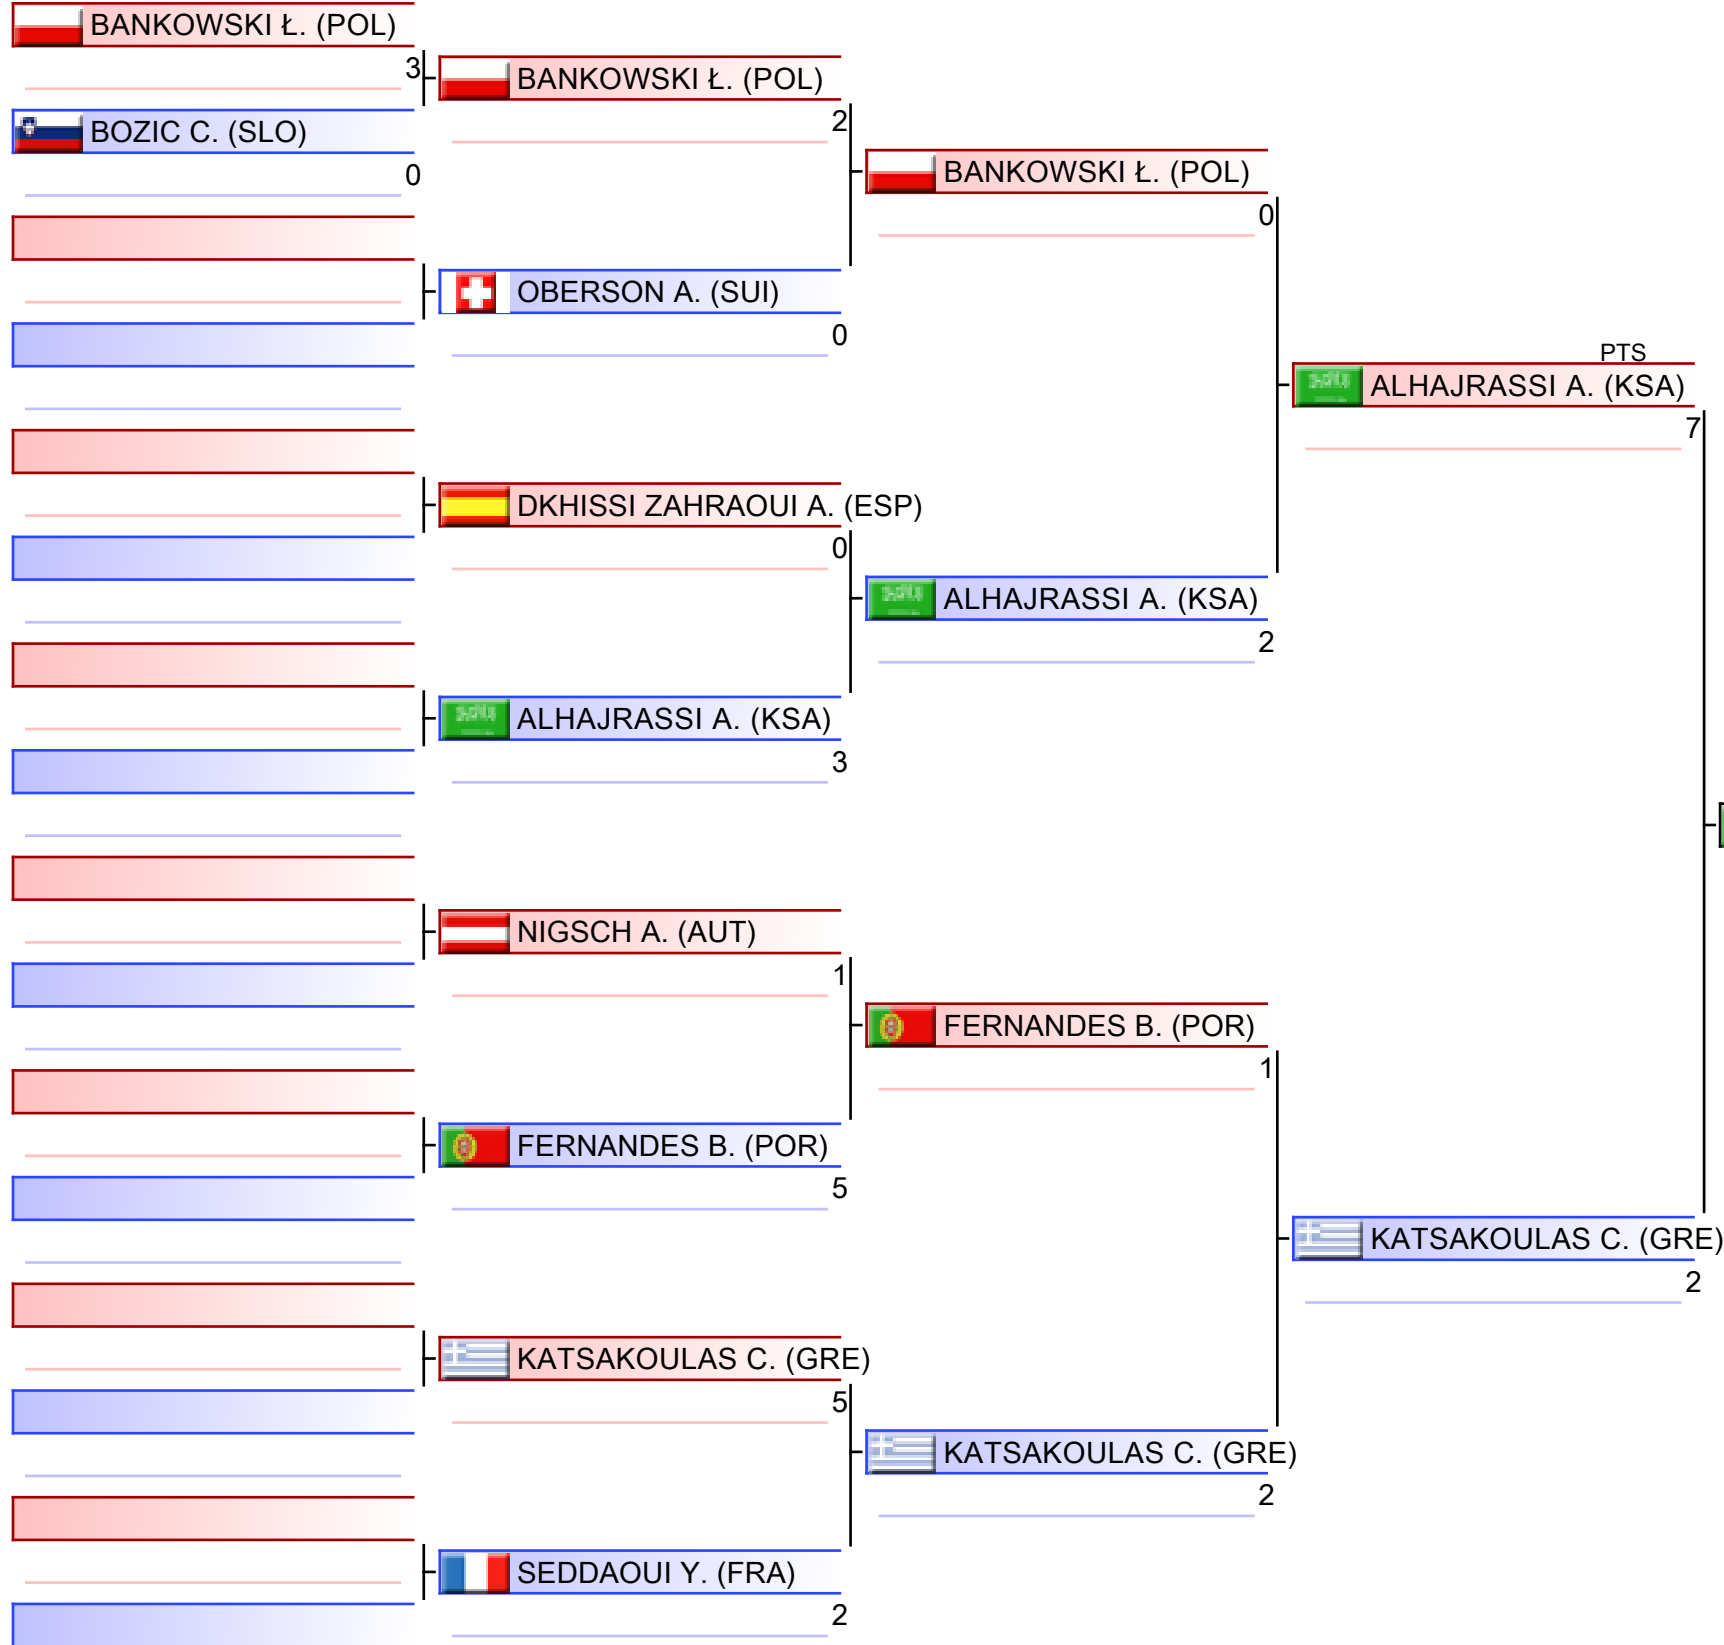 BANKOWSKI Ł. (POL)
3
BOZIC C. (SLO)
0
BANKOWSKI Ł. (POL)
2
OBERSON A. (SUI)
0
DKHISSI ZAHRAOUI A. (ESP)
0
ALHAJRASSI A. (KSA)
3
NIGSCH A. (AUT)
1
FERNANDES B. (POR)
5
KATSAKOULAS C. (GRE)
5
SEDDAOUI Y. (FRA)
2
BANKOWSKI Ł. (POL)
0
ALHAJRASSI A. (KSA)
2
FERNANDES B. (POR)
1
KATSAKOULAS C. (GRE)
2
PTS
ALHAJRASSI A. (KSA)
7
KATSAKOULAS C. (GRE)
2